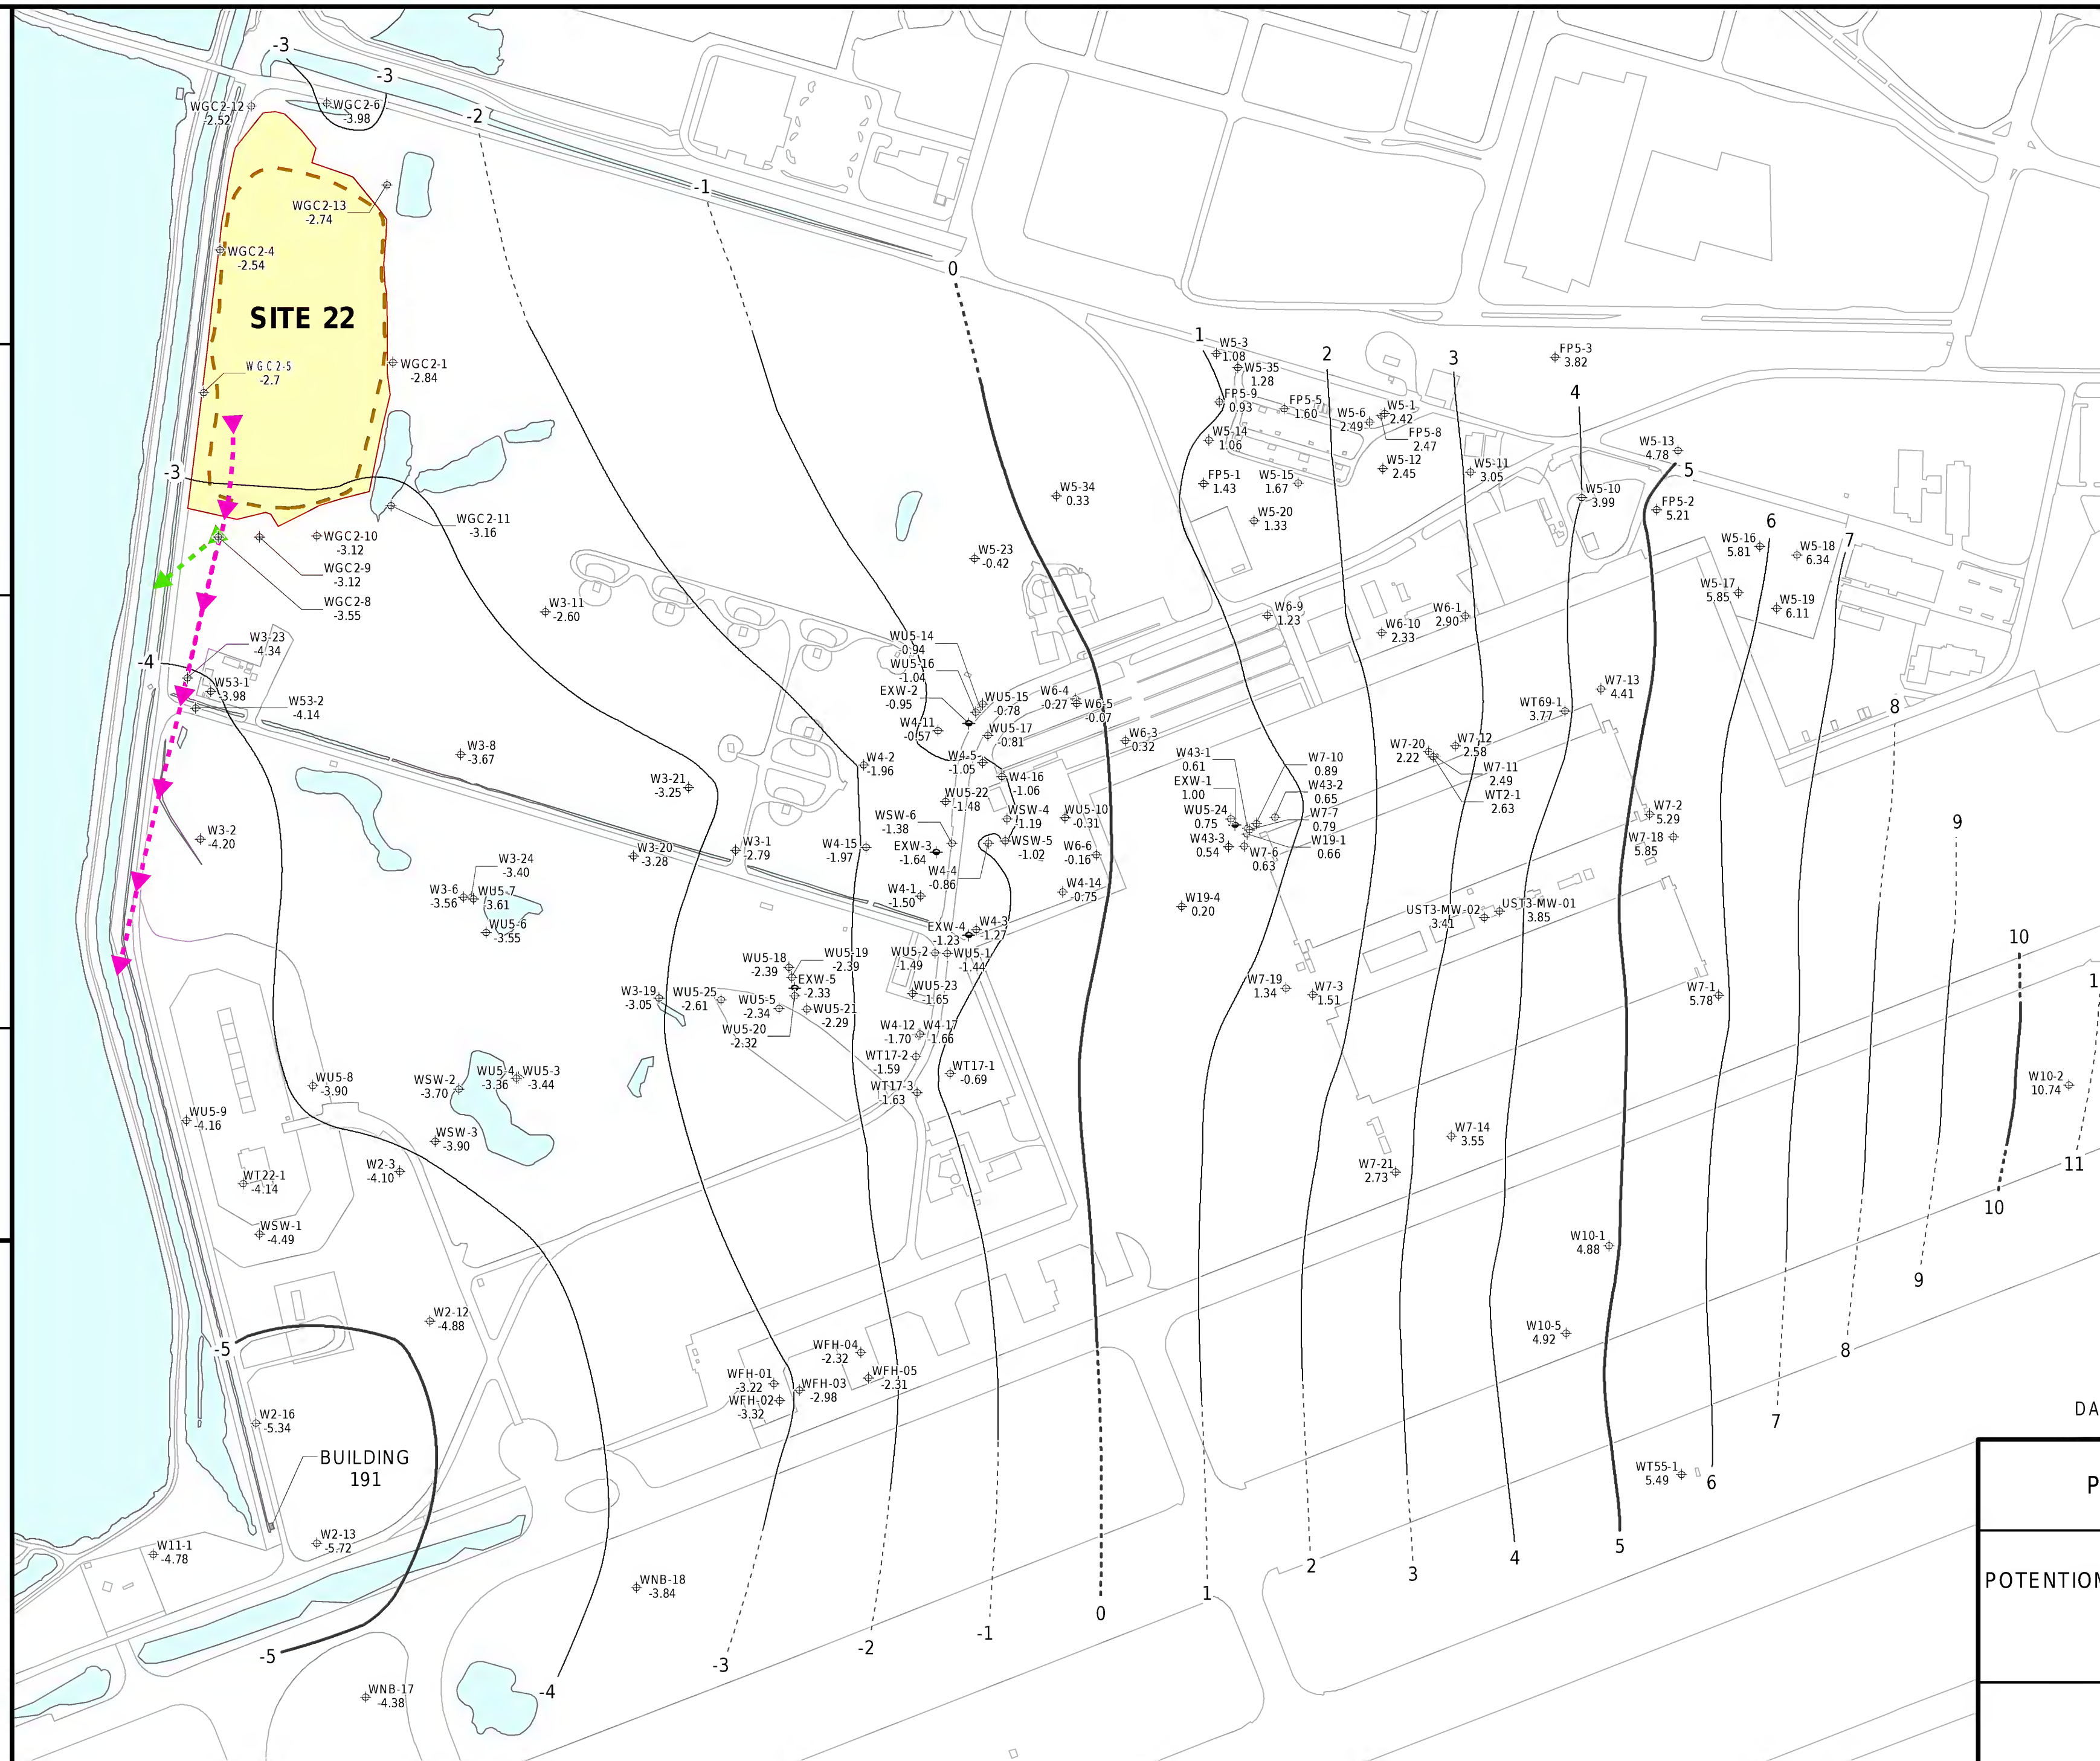 -3
-3
-2
-1
0
WGC2-12
-2.52
WGC2-6
-3.98
WGC2-13
-2.74
WGC2-4
-2.54
SITE 22
WGC2-5
-2.7
WGC2-1
-2.84
-3
WGC2-11
-3.16
WGC2-10
-3.12
WGC2-9
-3.12
WGC2-8
-3.55
W3-11
-2.60
W3-23
-4.34
-4
W53-1
-3.98
W53-2
-4.14
W3-8
-3.67
W3-21
-3.25
W3-2
-4.20
W3-20
-3.28
W3-1
-2.79
W3-24
-3.40
W3-6
-3.56
WU5-7
-3.61
WU5-6
-3.55
W3-19
-3.05
WU5-25
-2.61
WU5-18
-2.39
WU5-19
-2.39
EXW-5
-2.33
WU5-5
-2.34
WU5-21
-2.29
WU5-20
-2.32
WU5-8
-3.90
WSW-2
-3.70
WU5-4
-3.36
WU5-3
-3.44
WU5-9
-4.16
WSW-3
-3.90
W2-3
-4.10
WT22-1
-4.14
WSW-1
-4.49
W2-12
-4.88
-5
W2-16
-5.34
BUILDING
191
W2-13
-5.72
W11-1
-4.78
-5
WNB-17
-4.38
WNB-18
-3.84
-4
-3
-2
-1
0
WFH-04
-2.32
WFH-05
-2.31
WFH-01
-3.22
WFH-03
-2.98
WFH-02
-3.32
WU5-14
-0.94
WU5-16
-1.04
EXW-2
-0.95
WU5-15
-0.78
W4-11
-0.57
WU5-17
-0.81
W4-2
-1.96
W4-5
-1.05
W4-16
-1.06
WU5-22
-1.48
WSW-4
-1.19
WSW-6
-1.38
WSW-5
-1.02
W4-15
-1.97
EXW-3
-1.64
W4-4
-0.86
W4-1
-1.50
EXW-4
-1.23
W4-3
-1.27
WU5-2
-1.49
WU5-1
-1.44
WU5-23
-1.65
W4-12
-1.70
W4-17
-1.66
WT17-2
-1.59
WT17-1
-0.69
WT17-3
-1.63
W5-34
0.33
W5-23
-0.42
W6-4
-0.27
W6-5
-0.07
W6-3
0.32
WU5-10
-0.31
W6-6
-0.16
W4-14
-0.75
1
W5-3
1.08
W5-35
1.28
FP5-9
0.93
FP5-5
1.60
W5-14
1.06
FP5-1
1.43
W5-15
1.67
W5-20
1.33
2
W5-6
2.49
W5-1
2.42
FP5-8
2.47
W5-12
2.45
3
W5-11
3.05
FP5-3
3.82
4
W5-10
3.99
W5-13
4.78
5
FP5-2
5.21
6
W5-16
5.81
W5-18
6.34
7
W5-17
5.85
W5-19
6.11
W6-9
1.23
W6-10
2.33
W6-1
2.90
W7-13
4.41
WT69-1
3.77
8
W43-1
0.61
EXW-1
1.00
W7-10
0.89
W43-2
0.65
WU5-24
0.75
W7-7
0.79
W43-3
0.54
W19-1
0.66
W7-6
0.63
W7-20
2.22
W7-12
2.58
W7-11
2.49
WT2-1
2.63
W7-2
5.29
W7-18
5.85
9
W19-4
0.20
UST3-MW-02
3.41
UST3-MW-01
3.85
10
W7-19
1.34
W7-3
1.51
W7-1
5.78
1
W10-2
10.74
W7-14
3.55
W7-21
2.73
11
10
W10-1
4.88
9
W10-5
4.92
8
7
WT55-1
5.49
6
5
4
3
2
1
DA
P
POTENTION